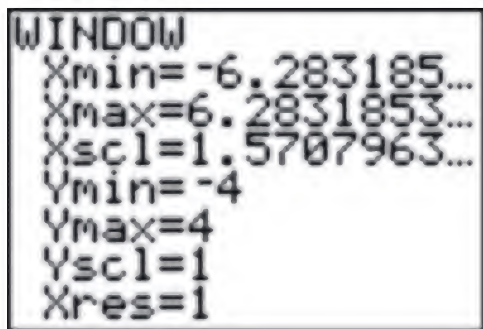 WINDOW
Xmin=-6.283185...
Xmax=6.2831853...
Xscl=1.5707963...
Ymin=-4
Ymax=4
Yscl=1
Xres=1